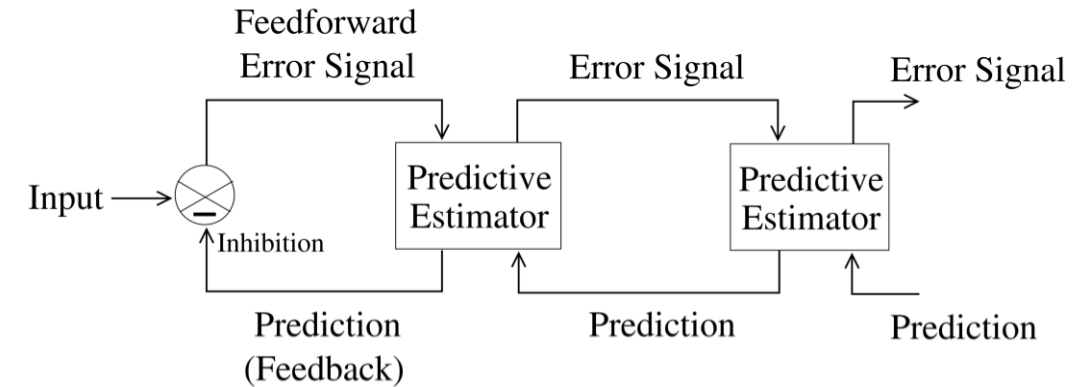 Feedforward
Error Signal
Error Signal
Error Signal
Input
Predictive
Estimator
Predictive
Estimator
Inhibition
Prediction
(Feedback)
Prediction
Prediction